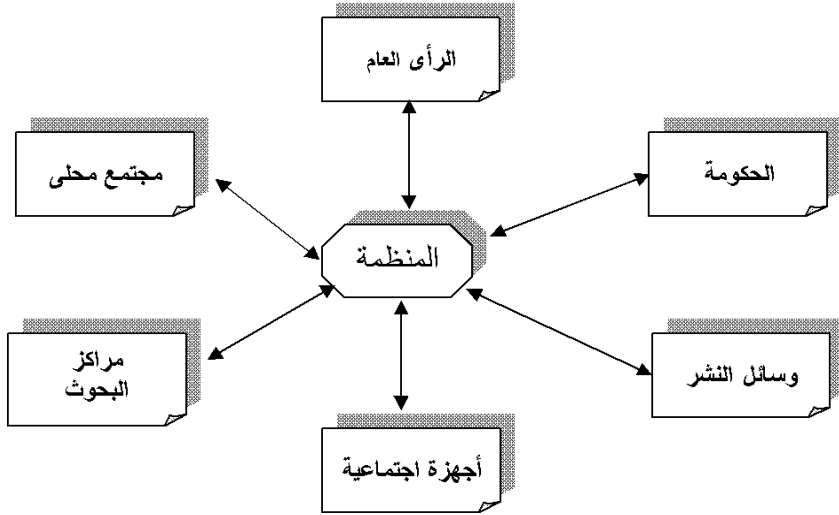 الرأى العام
مجتمع محلى
الحكومة
المنظمة
مراكز
البحوث
وسائل النشر
أجهزة اجتماعية